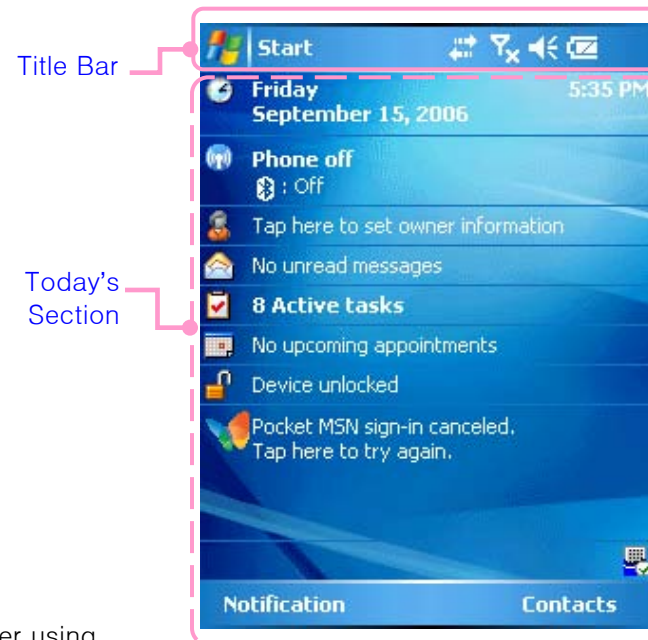 Title Bar
Start
Friday 5:35 PM
September 15, 2006
Phone off
: Off
Tap here to set owner information
Today's
Section
No unread messages
8 Active tasks
No upcoming appointments
Device unlocked
Pocket MSN sign-in canceled.
Tap here to try again.
Notification Contacts
er using